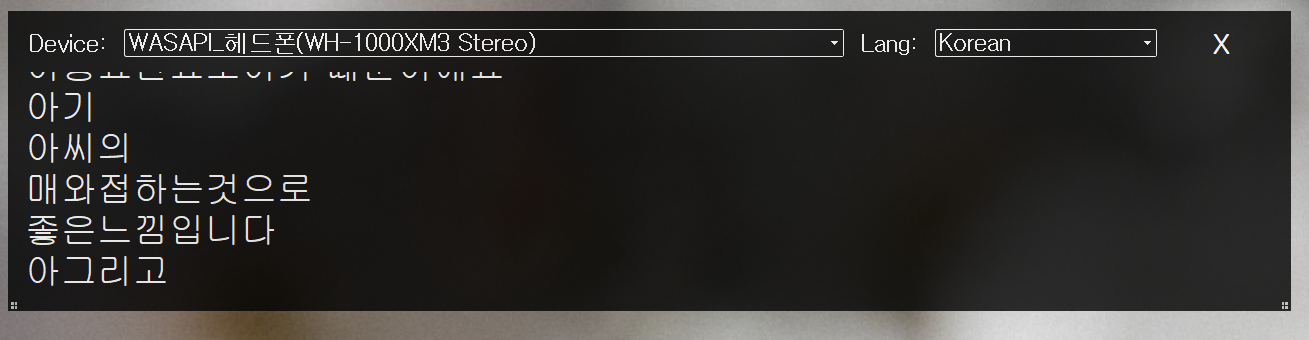 Device: WASAPI_헤드폰(WH-1000XM3 Stereo) Lang: Korean X
아기
아씨의
매와접하는것으로
좋은느낌입니다
아그리고